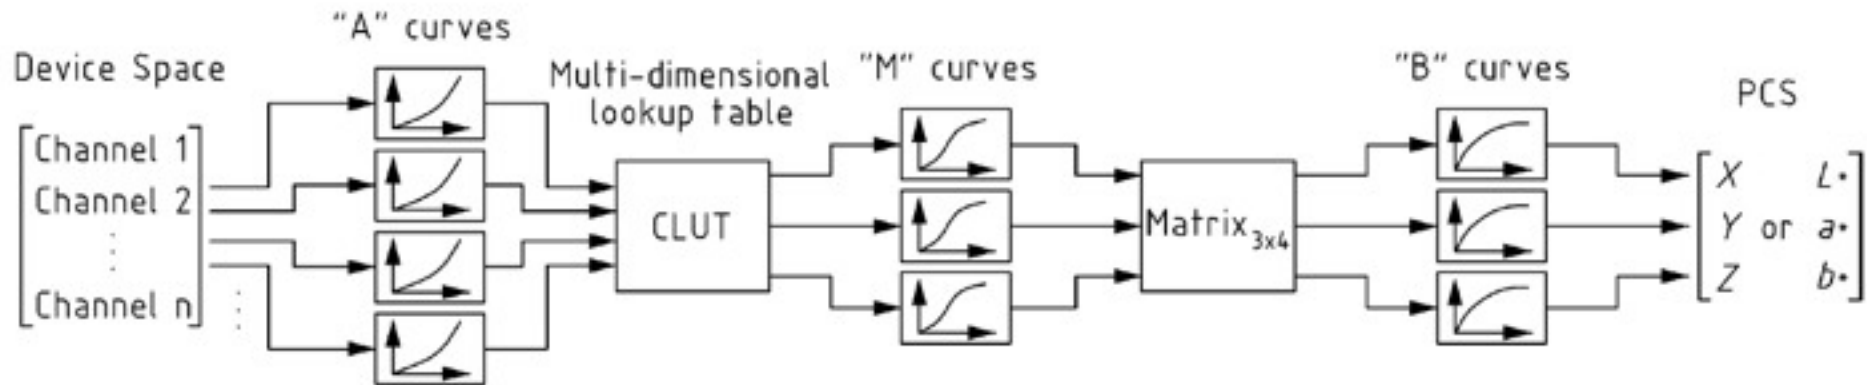 "A" curves
Device Space
Multi-dimensional
lookup table
"M" curves
"B" curves
PCS
Channel 1
Channel 2
Channel n
CLUT
Matrix3x4
X L*
Y or a*
Z b*